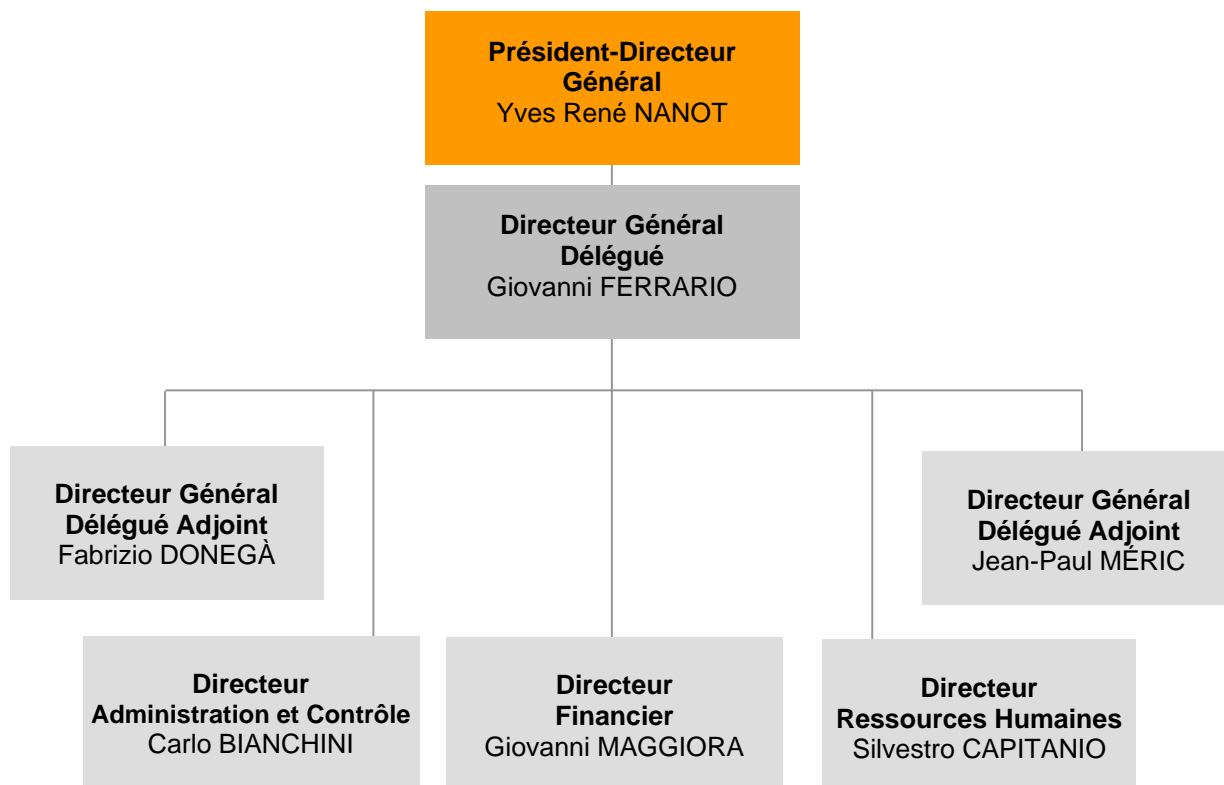 Président-Directeur
Général
Yves René NANOT
Directeur Général
Délégué
Giovanni FERRARIO
Directeur Général
Délégué Adjoint
Fabrizio DONEGÀ
Directeur Général
Délégué Adjoint
Jean-Paul MÉRIC
Directeur
Administration et Contrôle
Carlo BIANCHINI
Directeur
Financier
Giovanni MAGGIORA
Directeur
Ressources Humaines
Silvestro CAPITANIO